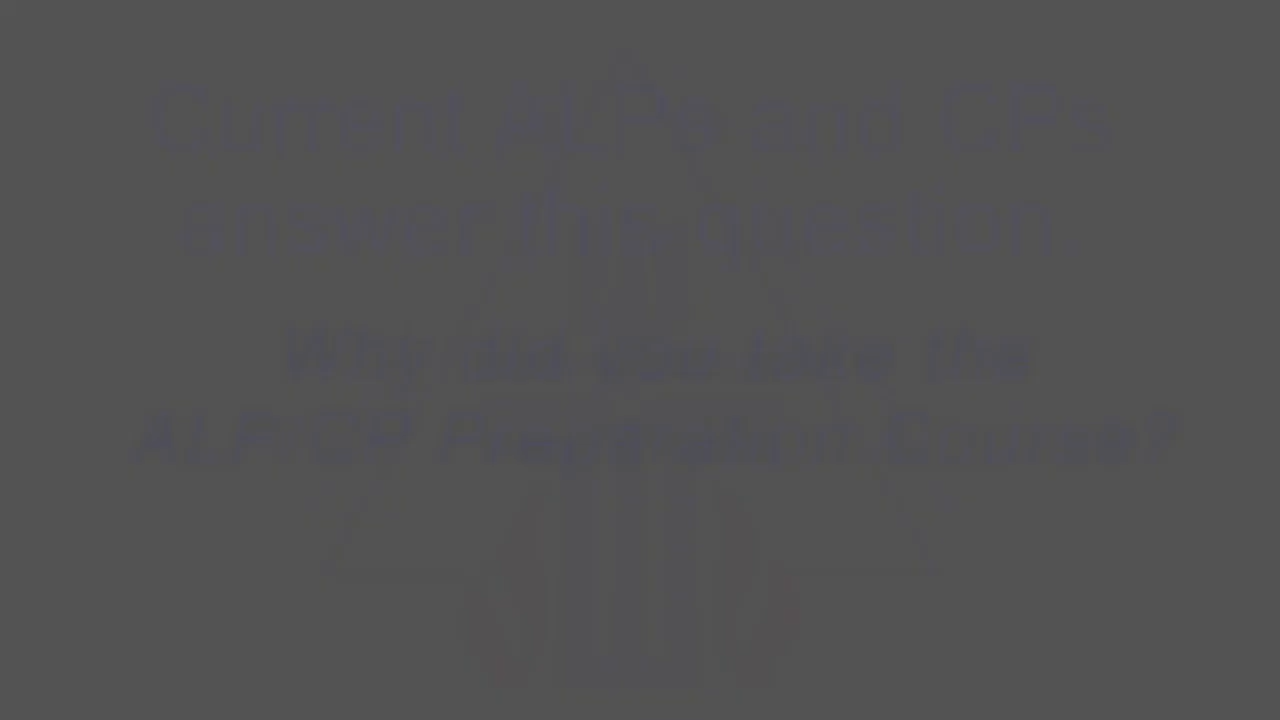 Current ALPs and CPs
answer this question.
Why did you take the
ALP/CP Preparation Course?